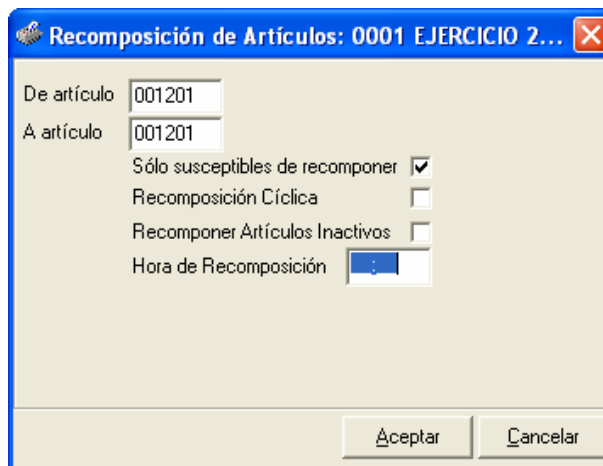 Recomposición de Artículos: 0001 EJERCICIO 2...
De artículo 001201
A artículo 001201
Sólo susceptibles de recomponer
Recomposición Cíclica
Recomponer Artículos Inactivos
Hora de Recomposición :
Aceptar Cancelar